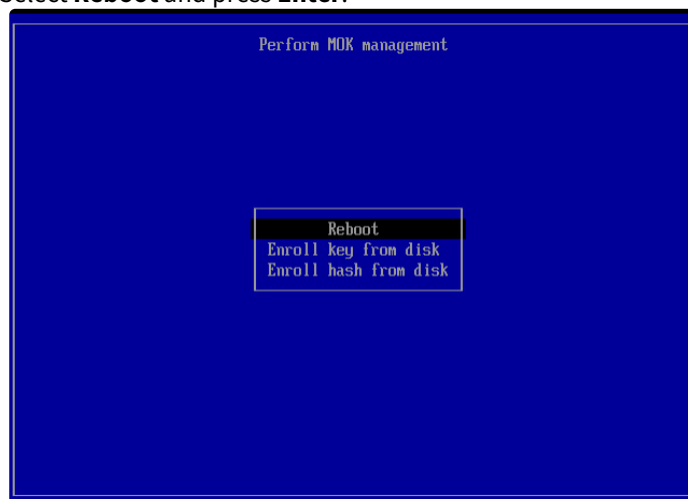 Select Reboot and press Enter.
Perform MOK management
Reboot
Enroll key from disk
Enroll hash from disk